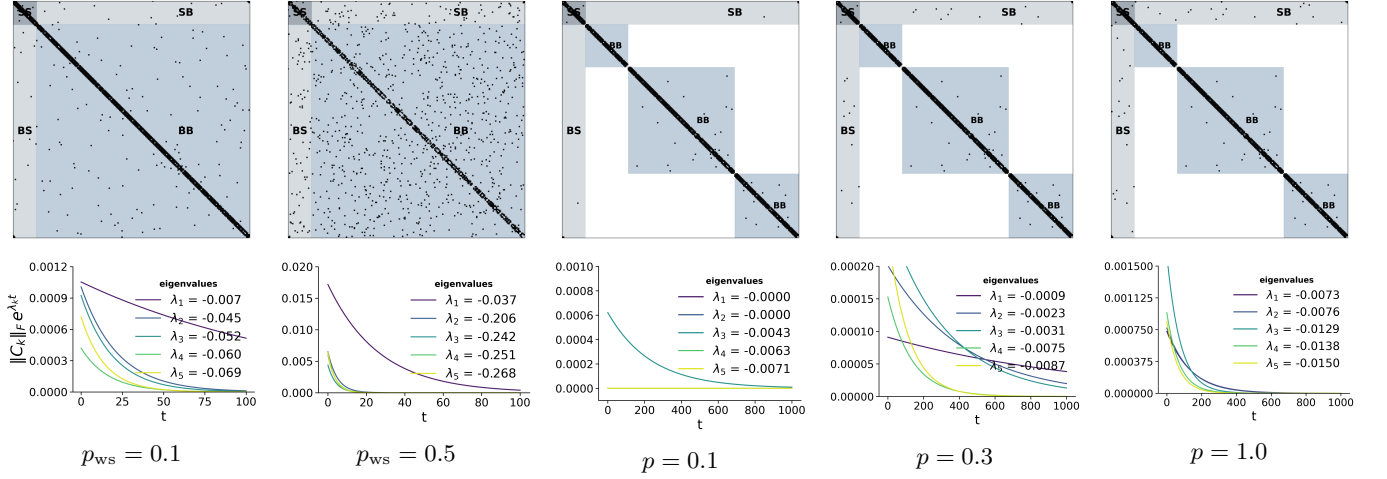 SS SB
BS BB
SS SB
BS BB
SS SB
BB
BS BB
BB
SS SB
BB
BS BB
BB
SS SB
BB
BS BB
BB
‖C_k‖_F e^{λ_k t}
0.0012
0.0009
0.0006
0.0003
0.0000
eigenvalues
λ₁ = -0.007
λ₂ = -0.045
λ₃ = -0.052
λ₄ = -0.060
λ₅ = -0.069
0 25 50 75 100
t
0.020
0.015
0.010
0.005
0.000
eigenvalues
λ₁ = -0.037
λ₂ = -0.206
λ₃ = -0.242
λ₄ = -0.251
λ₅ = -0.268
0 20 40 60 80 100
t
0.0010
0.0008
0.0006
0.0004
0.0002
0.0000
eigenvalues
λ₁ = -0.0000
λ₂ = -0.0000
λ₃ = -0.0043
λ₄ = -0.0063
λ₅ = -0.0071
0 200 400 600 800 1000
t
0.00020
0.00015
0.00010
0.00005
0.00000
eigenvalues
λ₁ = -0.0009
λ₂ = -0.0023
λ₃ = -0.0031
λ₄ = -0.0075
λ₅ = -0.0087
0 200 400 600 800 1000
t
0.001500
0.001125
0.000750
0.000375
0.000000
eigenvalues
λ₁ = -0.0073
λ₂ = -0.0076
λ₃ = -0.0129
λ₄ = -0.0138
λ₅ = -0.0150
0 200 400 600 800 1000
t
p_ws = 0.1
p_ws = 0.5
p = 0.1
p = 0.3
p = 1.0